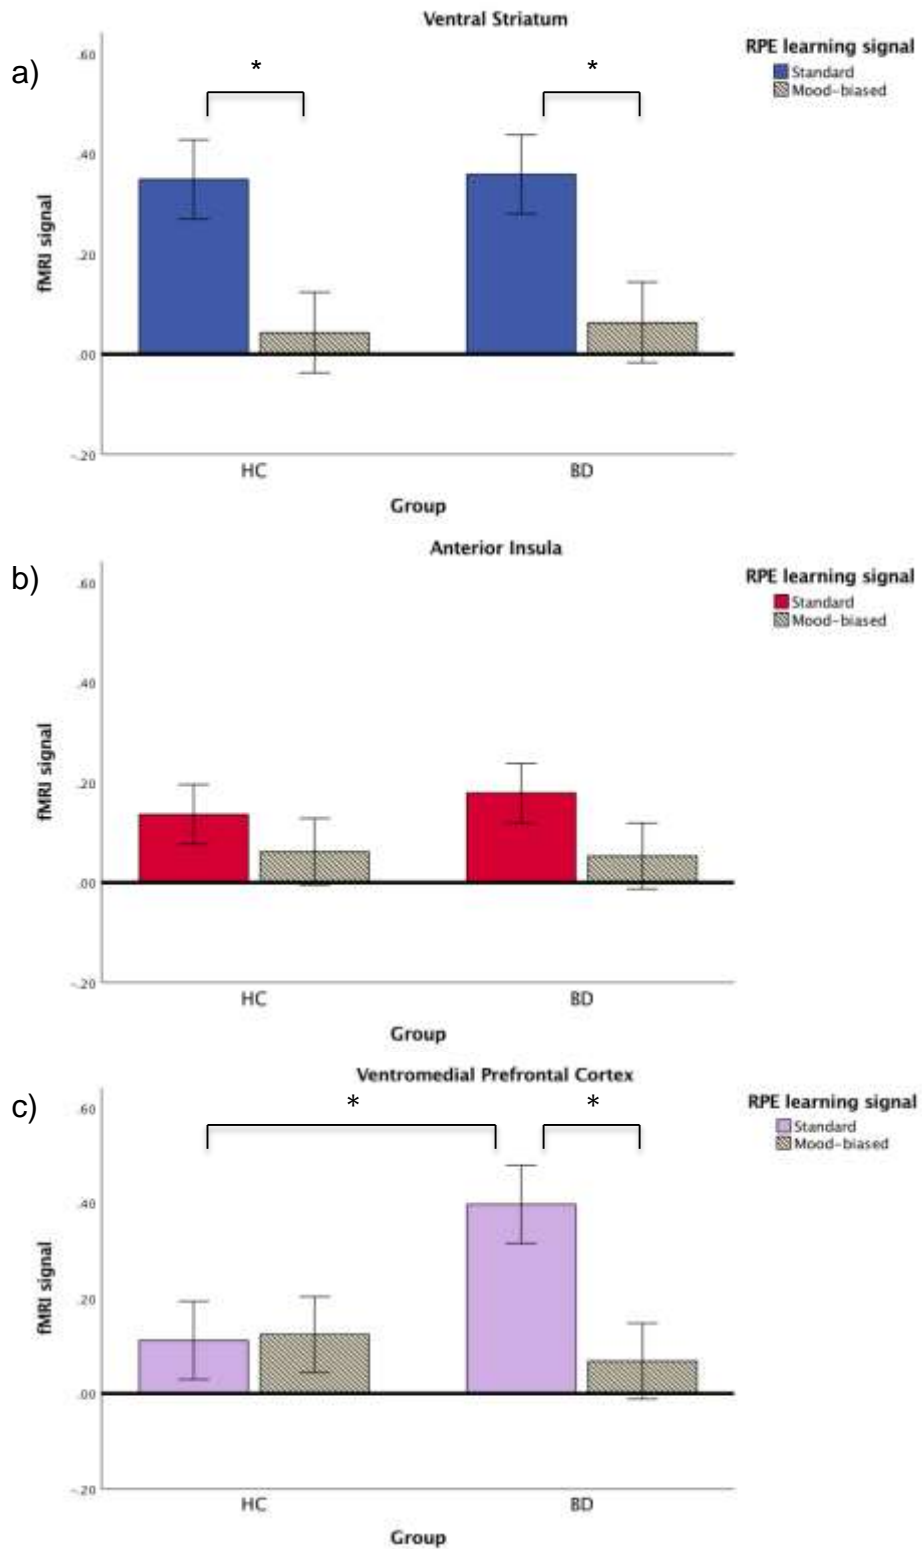 Ventral Striatum
a)
.60
.40
.20
.00
-.20
fMRI signal
*
*
HC
BD
Group
RPE learning signal
Standard
Mood-biased
Anterior Insula
b)
.60
.40
.20
.00
-.20
fMRI signal
HC
BD
Group
RPE learning signal
Standard
Mood-biased
Ventromedial Prefrontal Cortex
c)
.60
.40
.20
.00
-.20
fMRI signal
*
*
HC
BD
Group
RPE learning signal
Standard
Mood-biased